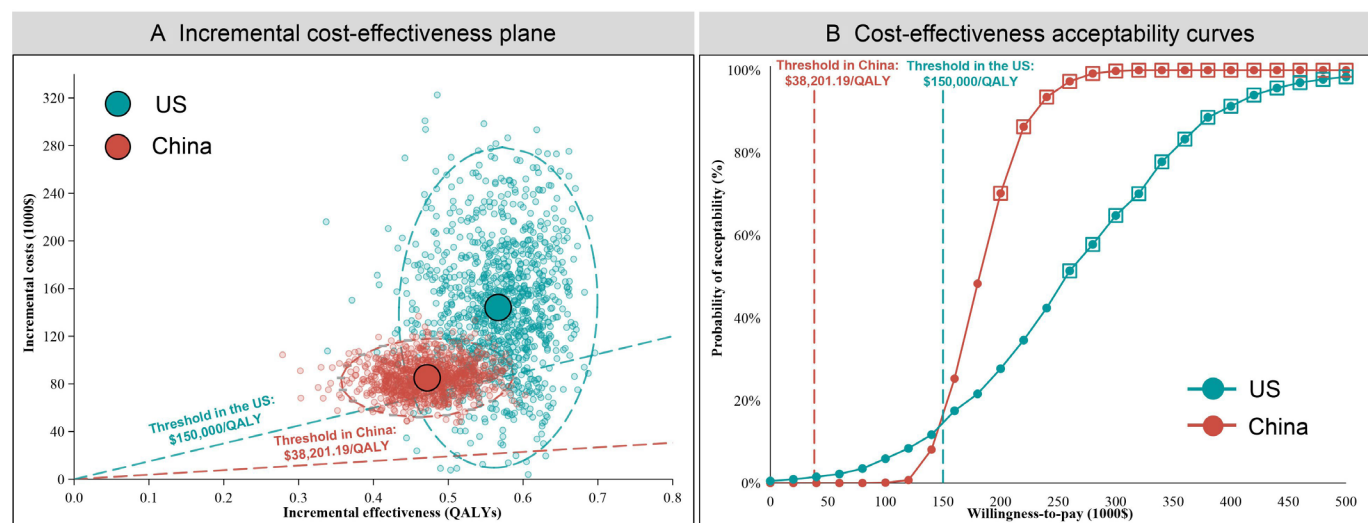 A Incremental cost-effectiveness plane
320
280
240
200
160
120
80
40
0
Incremental costs (1000$)
US
China
Threshold in the US:
$150,000/QALY
Threshold in China:
$38,201.19/QALY
0.0 0.1 0.2 0.3 0.4 0.5 0.6 0.7 0.8
Incremental effectiveness (QALYs)
B Cost-effectiveness acceptability curves
Threshold in China:
$38,201.19/QALY
Threshold in the US:
$150,000/QALY
100%
80%
60%
40%
20%
0%
Probability of acceptability (%)
US
China
0 50 100 150 200 250 300 350 400 450 500
Willingness-to-pay (1000$)